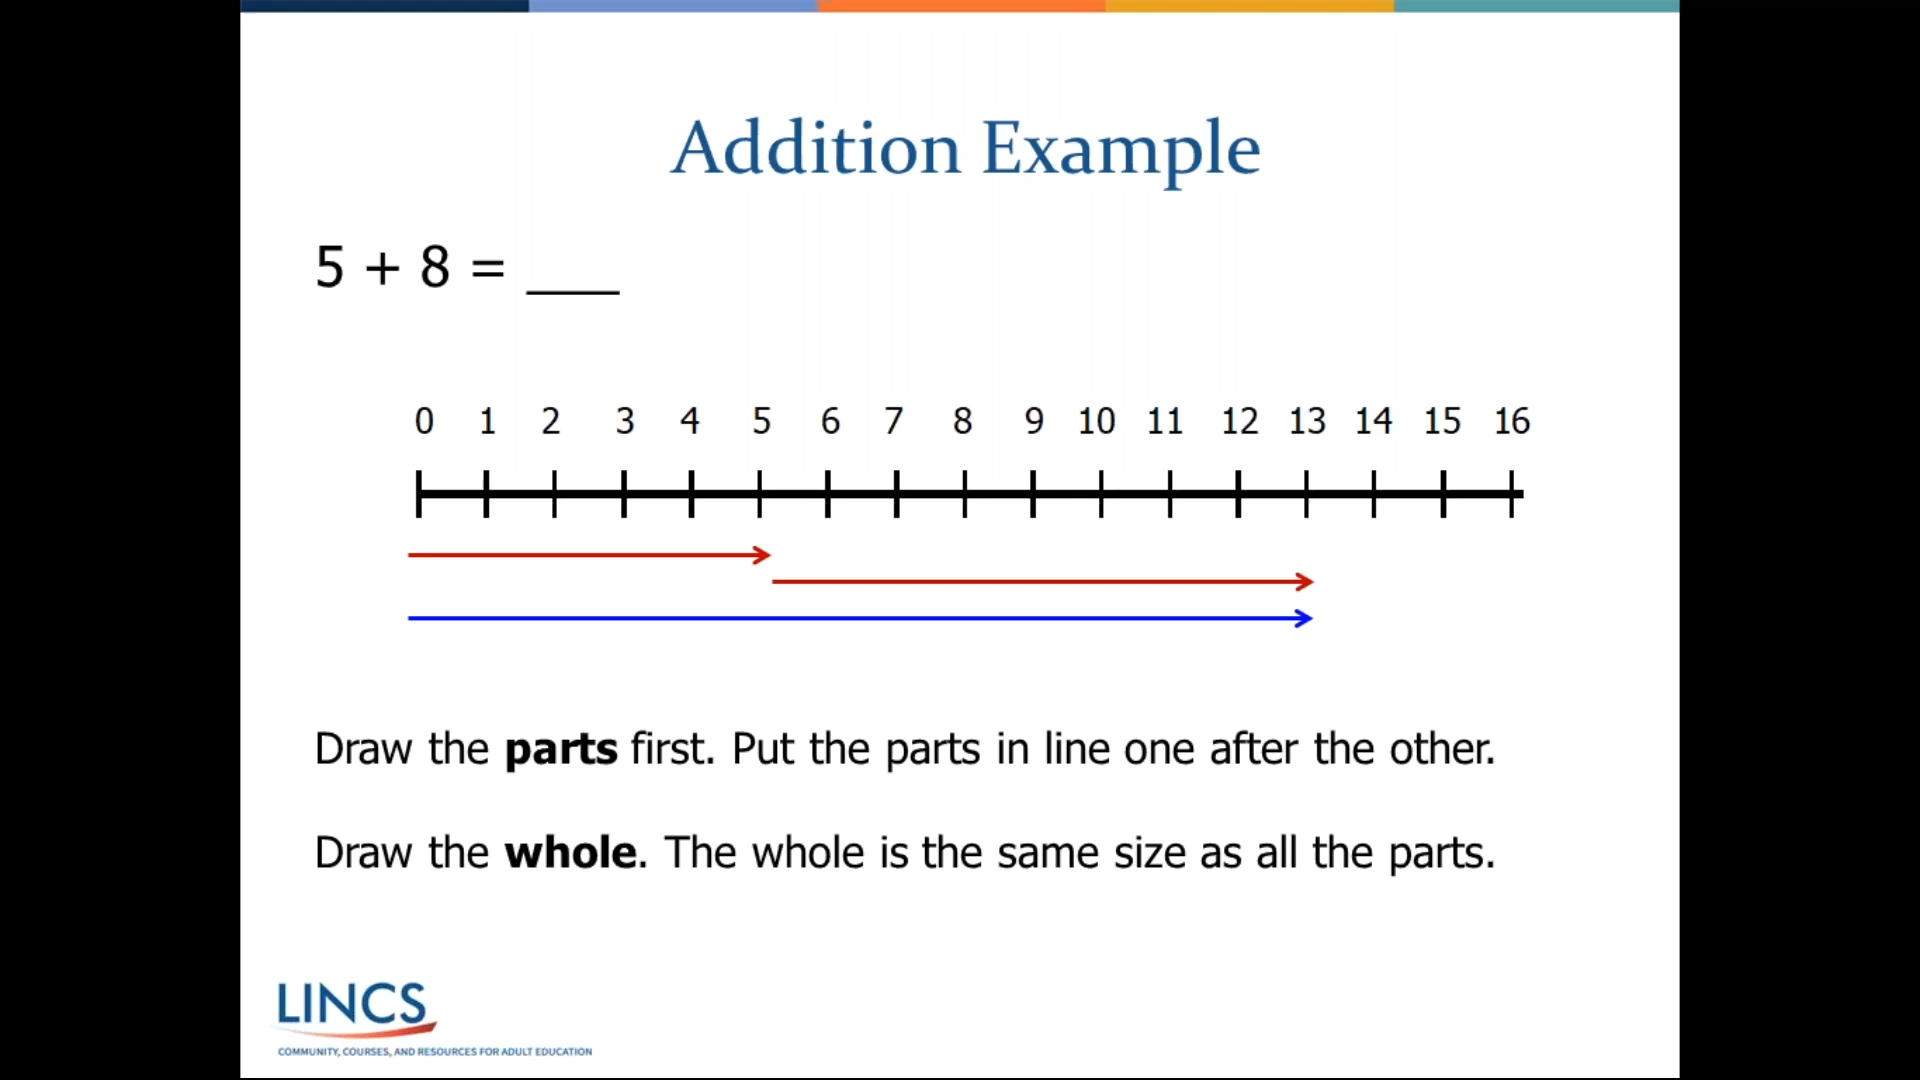 Addition Example
5 + 8 = ___
0 1 2 3 4 5 6 7 8 9 10 11 12 13 14 15 16
Draw the parts first. Put the parts in line one after the other.
Draw the whole. The whole is the same size as all the parts.
LINCS
COMMUNITY, COURSES, AND RESOURCES FOR ADULT EDUCATION